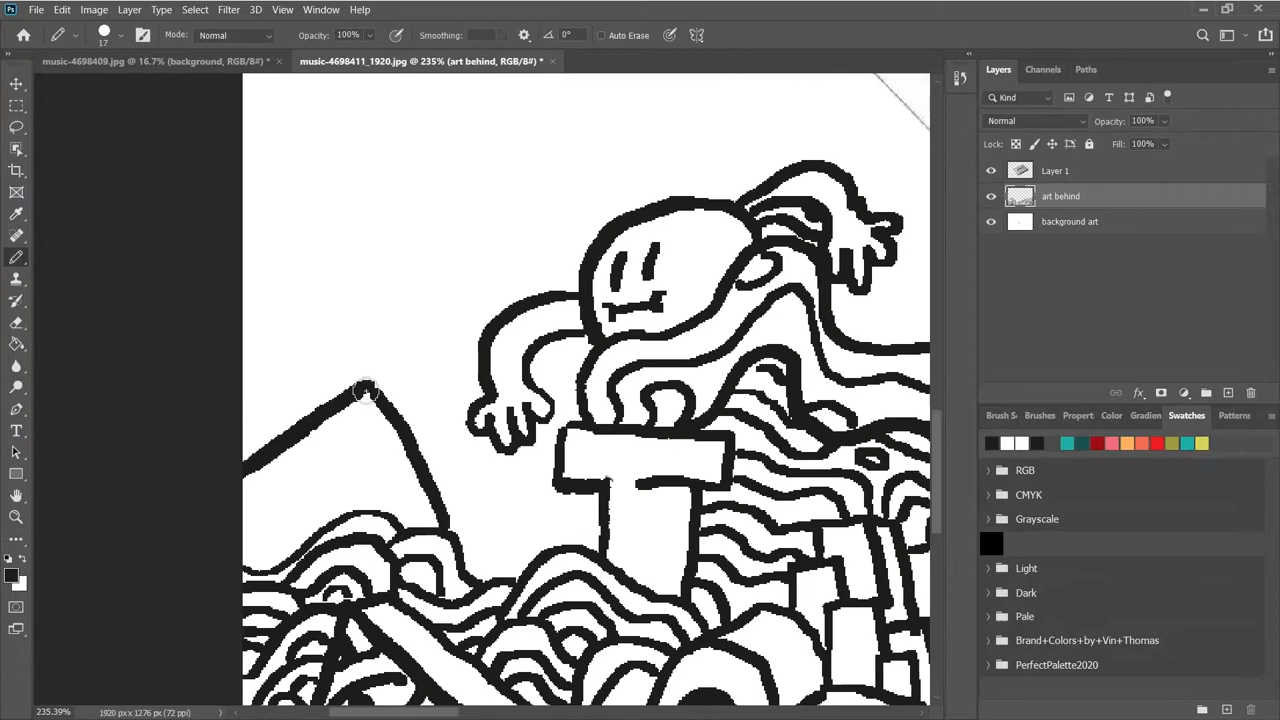 Ps File Edit Image Layer Type Select Filter 3D View Window Help
17 Mode: Normal Opacity: 100% Smoothing: 0° Auto Erase
music-4698409.jpg @ 16.7% (background, RGB/8#) * × music-4698411_1920.jpg @ 235% (art behind, RGB/8#) * ×
Layers Channels Paths
Kind
Normal Opacity: 100%
Lock: Fill: 100%
Layer 1
art behind
background art
fx
Brush S Brushes Propert Color Gradien Swatches Patterns
RGB
CMYK
Grayscale
Light
Dark
Pale
Brand+Colors+by+Vin+Thomas
PerfectPalette2020
235.39% 1920 px x 1276 px (72 ppi)